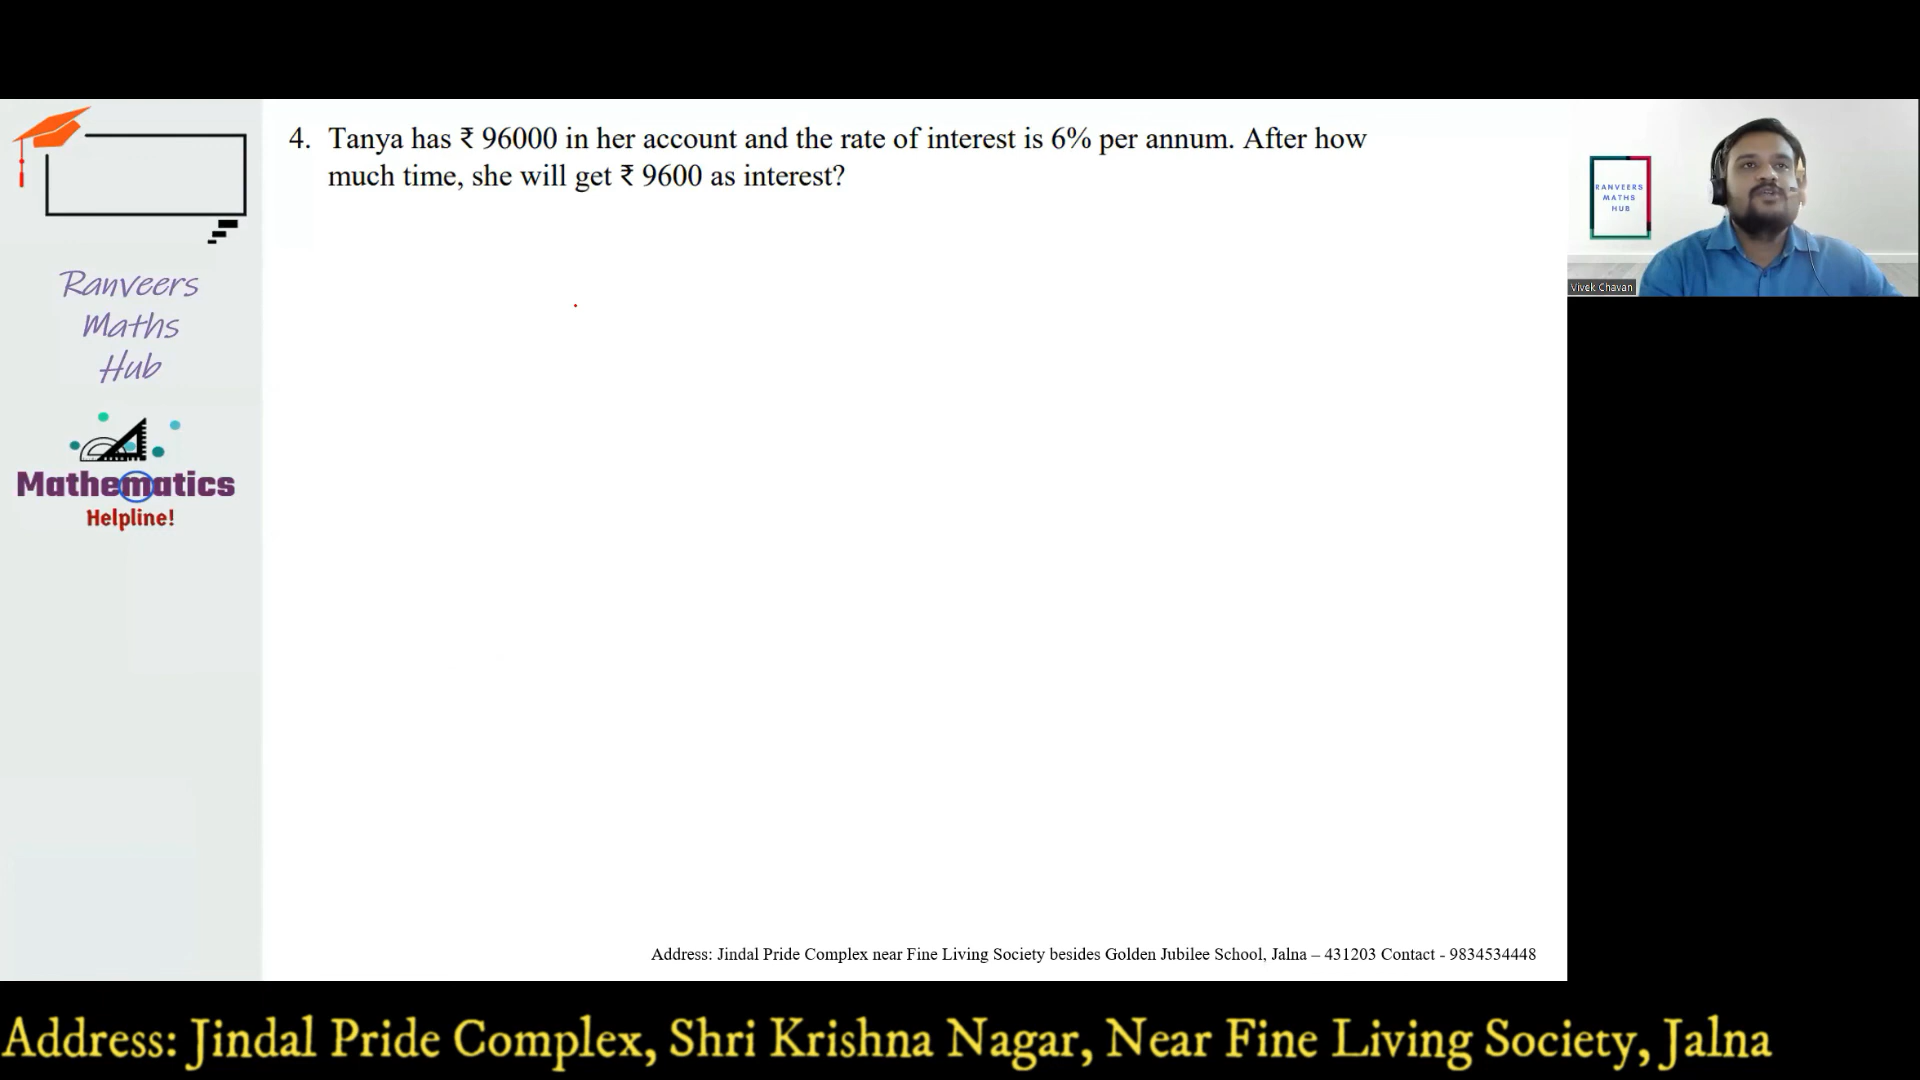 4. Tanya has ₹ 96000 in her account and the rate of interest is 6% per annum. After how
much time, she will get ₹ 9600 as interest?
Ranveers
Maths
Hub
Mathematics
Helpline!
RANVEERS
MATHS
HUB
Vivek Chavan
Address: Jindal Pride Complex near Fine Living Society besides Golden Jubilee School, Jalna – 431203 Contact - 9834534448
Address: Jindal Pride Complex, Shri Krishna Nagar, Near Fine Living Society, Jalna